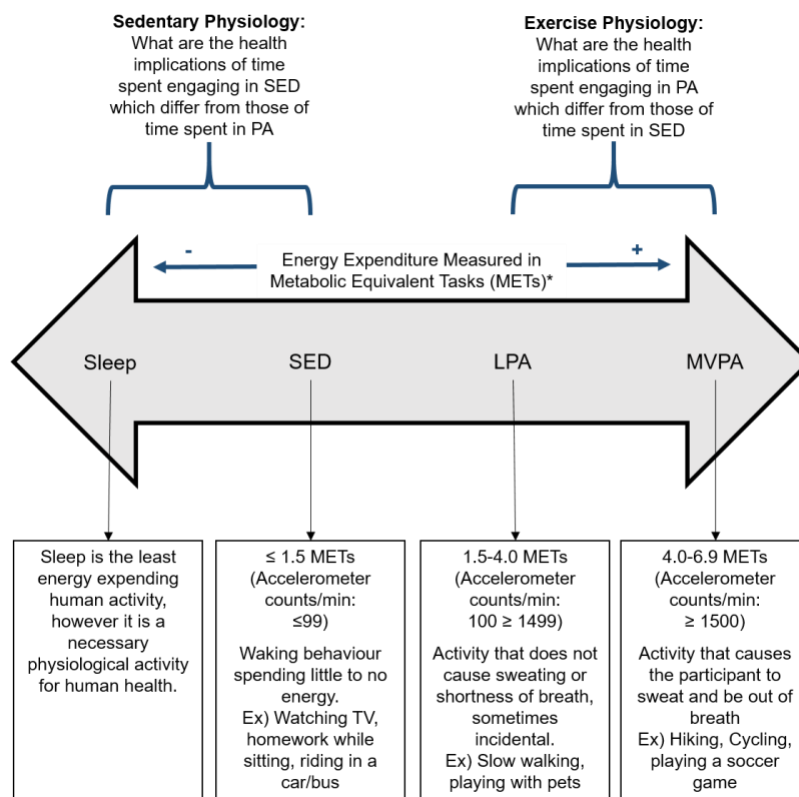 Sedentary Physiology:
What are the health
implications of time
spent engaging in SED
which differ from those of
time spent in PA
Exercise Physiology:
What are the health
implications of time
spent engaging in PA
which differ from those of
time spent in SED
-
+
Energy Expenditure Measured in
Metabolic Equivalent Tasks (METs)*
Sleep
SED
LPA
MVPA
Sleep is the least
energy expending
human activity,
however it is a
necessary
physiological activity
for human health.
≤ 1.5 METs
(Accelerometer
counts/min:
≤99)
Waking behaviour
spending little to no
energy.
Ex) Watching TV,
homework while
sitting, riding in a
car/bus
1.5-4.0 METs
(Accelerometer
counts/min:
100 ≥ 1499)
Activity that does not
cause sweating or
shortness of breath,
sometimes
incidental.
Ex) Slow walking,
playing with pets
4.0-6.9 METs
(Accelerometer
counts/min:
≥ 1500)
Activity that causes
the participant to
sweat and be out of
breath
Ex) Hiking, Cycling,
playing a soccer
game